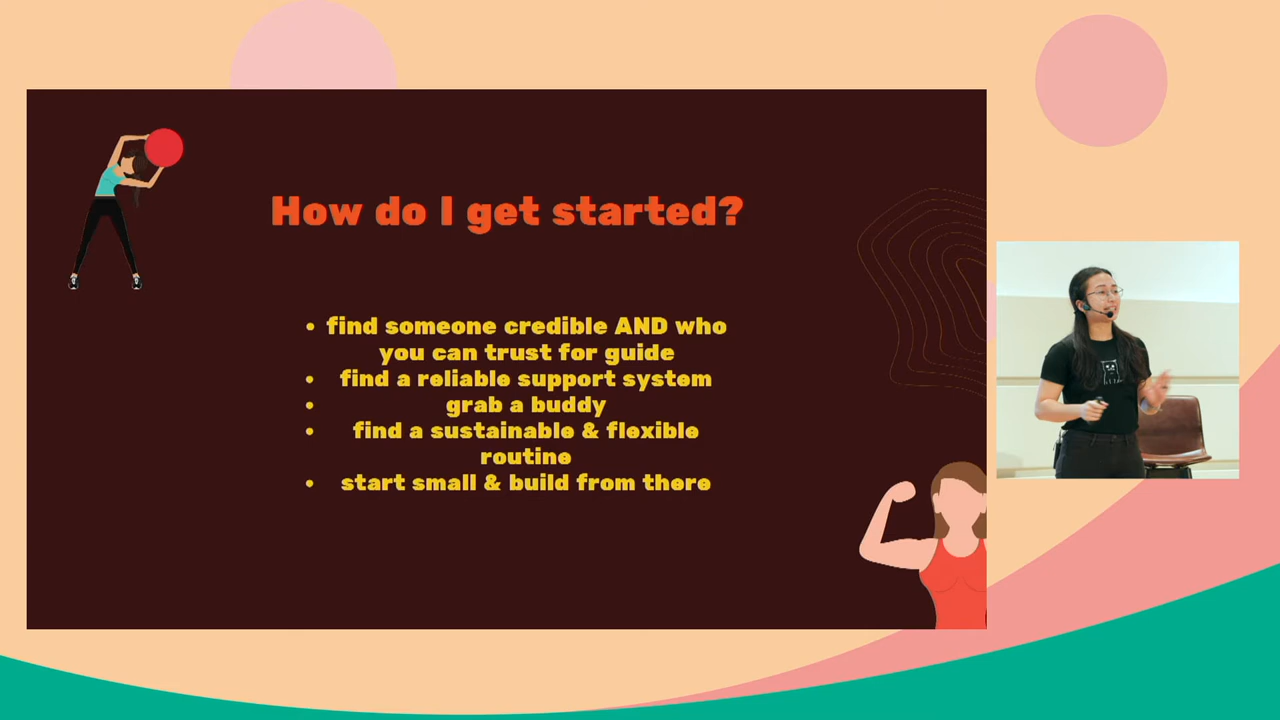 How do I get started?
• find someone credible AND who
you can trust for guide
• find a reliable support system
• grab a buddy
• find a sustainable & flexible
routine
• start small & build from there